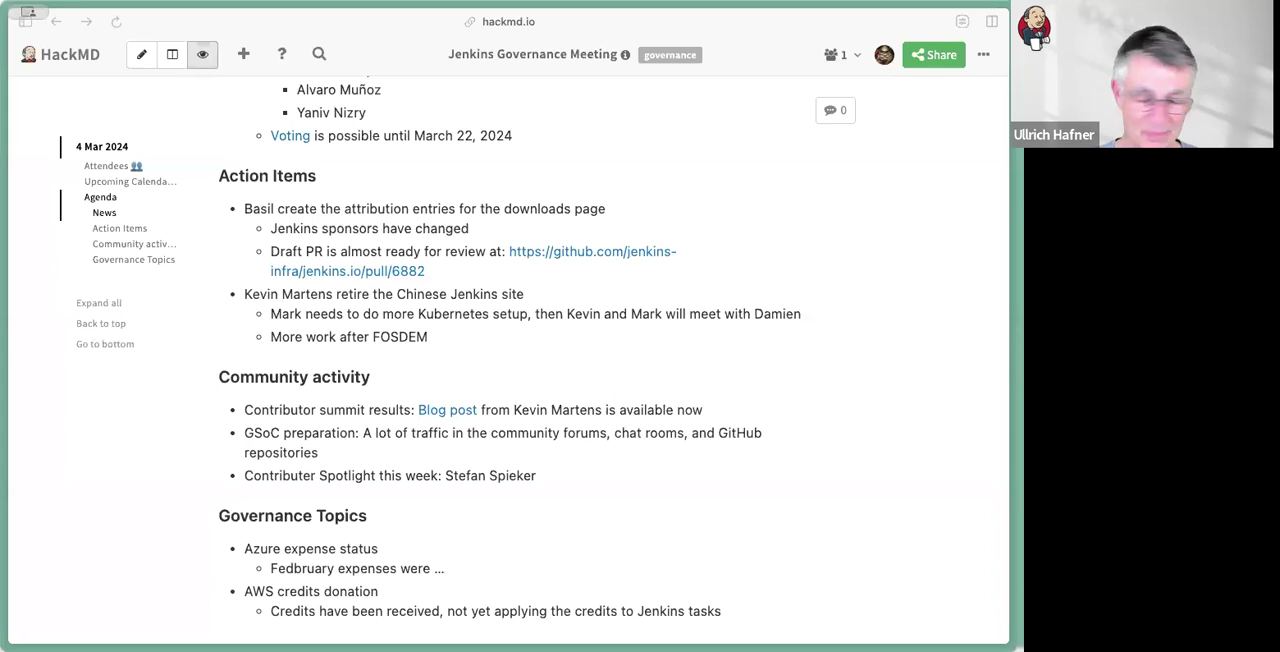 hackmd.io
HackMD
Jenkins Governance Meeting
governance
1
Share
Ullrich Hafner
0
4 Mar 2024
Attendees
Upcoming Calenda...
Agenda
News
Action Items
Community activ...
Governance Topics
Expand all
Back to top
Go to bottom
Alvaro Muñoz
Yaniv Nizry
Voting is possible until March 22, 2024
Action Items
Basil create the attribution entries for the downloads page
Jenkins sponsors have changed
Draft PR is almost ready for review at: https://github.com/jenkins-
infra/jenkins.io/pull/6882
Kevin Martens retire the Chinese Jenkins site
Mark needs to do more Kubernetes setup, then Kevin and Mark will meet with Damien
More work after FOSDEM
Community activity
Contributor summit results: Blog post from Kevin Martens is available now
GSoC preparation: A lot of traffic in the community forums, chat rooms, and GitHub
repositories
Contributer Spotlight this week: Stefan Spieker
Governance Topics
Azure expense status
Fedbruary expenses were ...
AWS credits donation
Credits have been received, not yet applying the credits to Jenkins tasks